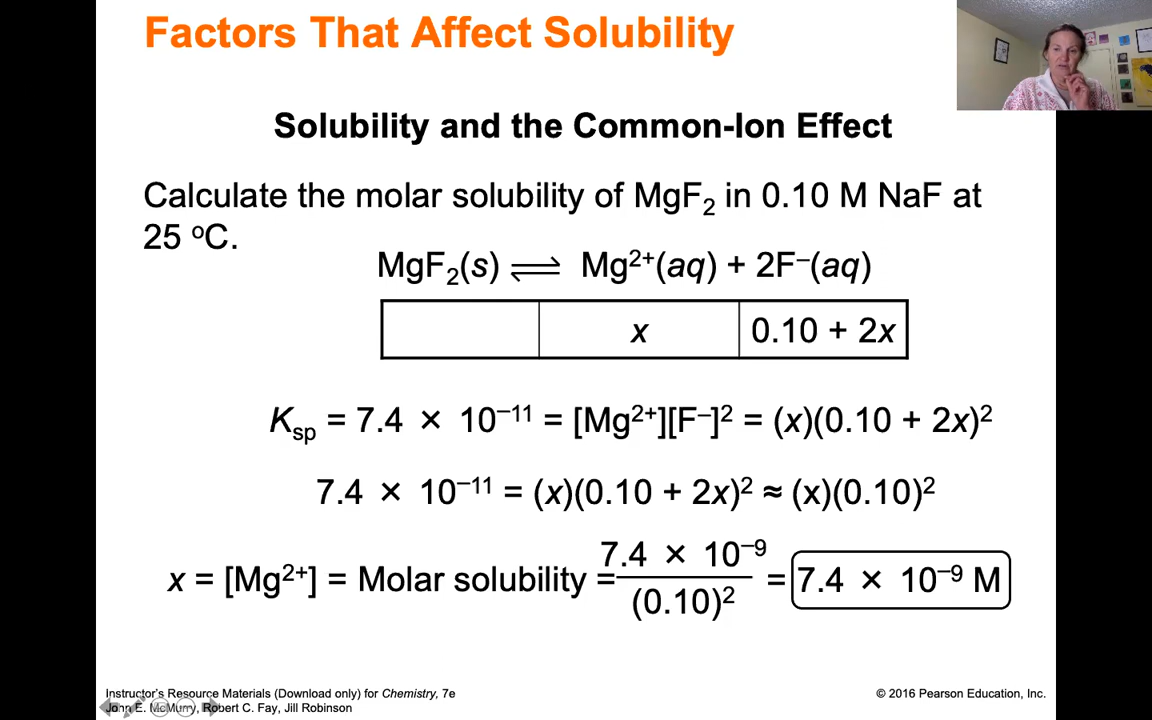 Factors That Affect Solubility
Solubility and the Common-Ion Effect
Calculate the molar solubility of MgF₂ in 0.10 M NaF at
25 ᵒC.
MgF₂(s) ⇌ Mg²⁺(aq) + 2F⁻(aq)
x 0.10 + 2x
Kₛₚ = 7.4 × 10⁻¹¹ = [Mg²⁺][F⁻]² = (x)(0.10 + 2x)²
7.4 × 10⁻¹¹ = (x)(0.10 + 2x)² ≈ (x)(0.10)²
7.4 × 10⁻⁹
x = [Mg²⁺] = Molar solubility = = 7.4 × 10⁻⁹ M
(0.10)²
Instructor's Resource Materials (Download only) for Chemistry, 7e
John E. McMurry, Robert C. Fay, Jill Robinson
© 2016 Pearson Education, Inc.